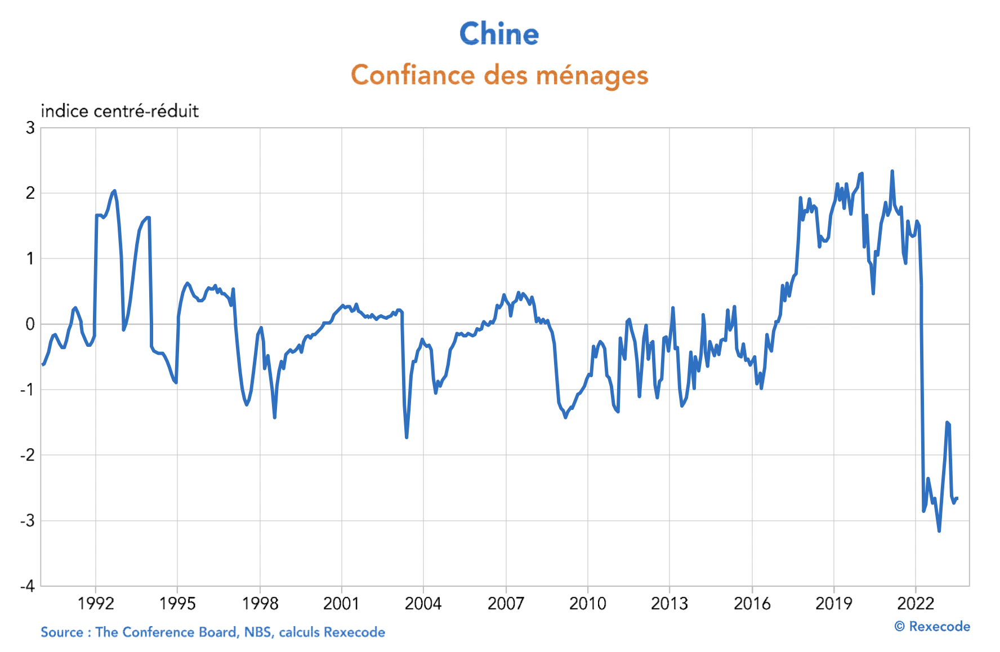 Chine
Confiance des ménages
indice centré-réduit
3
2
1
0
-1
-2
-3
-4
1992 1995 1998 2001 2004 2007 2010 2013 2016 2019 2022
Source : The Conference Board, NBS, calculs Rexecode
© Rexecode